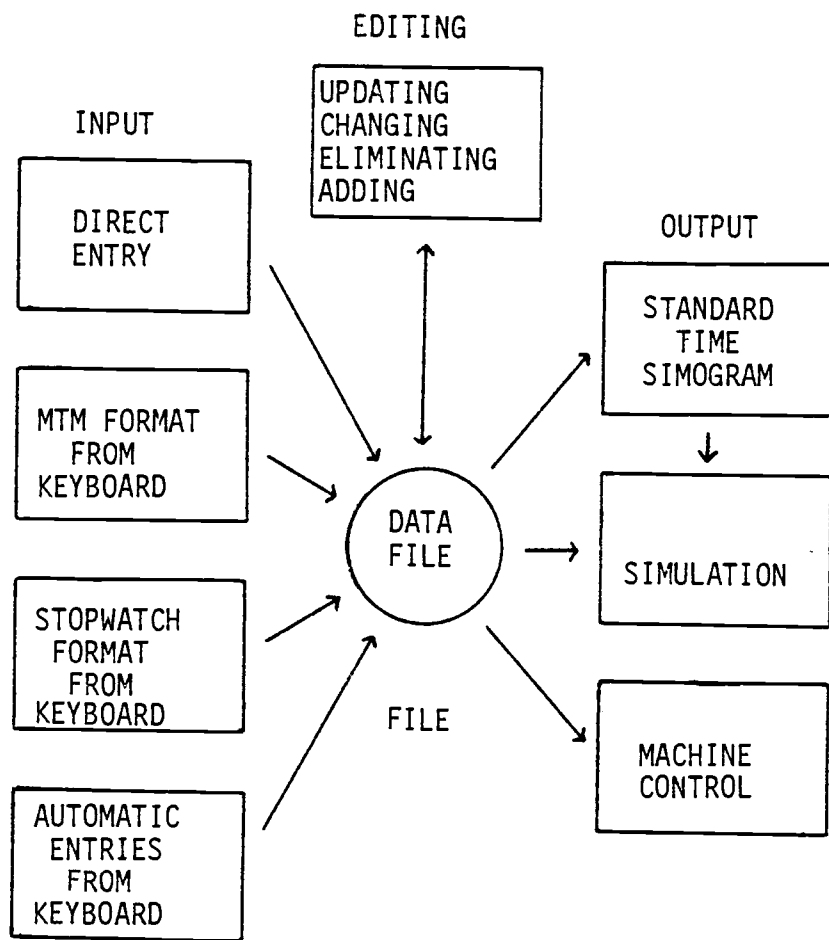 EDITING
UPDATING
CHANGING
ELIMINATING
ADDING
INPUT
DIRECT
ENTRY
MTM FORMAT
FROM
KEYBOARD
STOPWATCH
FORMAT
FROM
KEYBOARD
AUTOMATIC
ENTRIES
FROM
KEYBOARD
DATA
FILE
FILE
OUTPUT
STANDARD
TIME
SIMOGRAM
SIMULATION
MACHINE
CONTROL